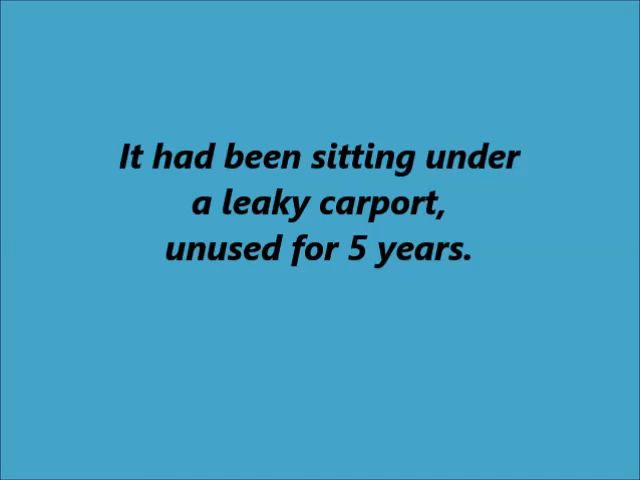 It had been sitting under
a leaky carport,
unused for 5 years.